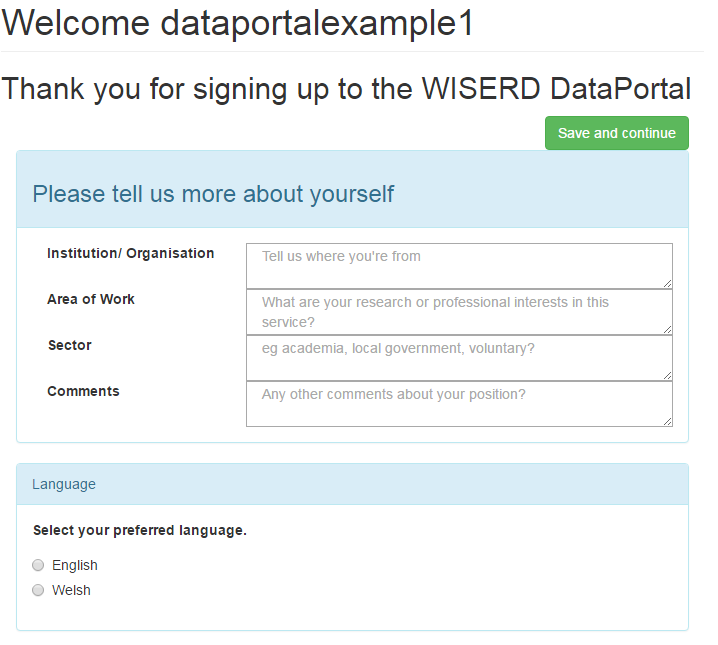 Welcome dataportalexample1
Thank you for signing up to the WISERD DataPortal
Save and continue
Please tell us more about yourself
Institution/ Organisation
Tell us where you're from
Area of Work
What are your research or professional interests in this
service?
Sector
eg academia, local government, voluntary?
Comments
Any other comments about your position?
Language
Select your preferred language.
English
Welsh